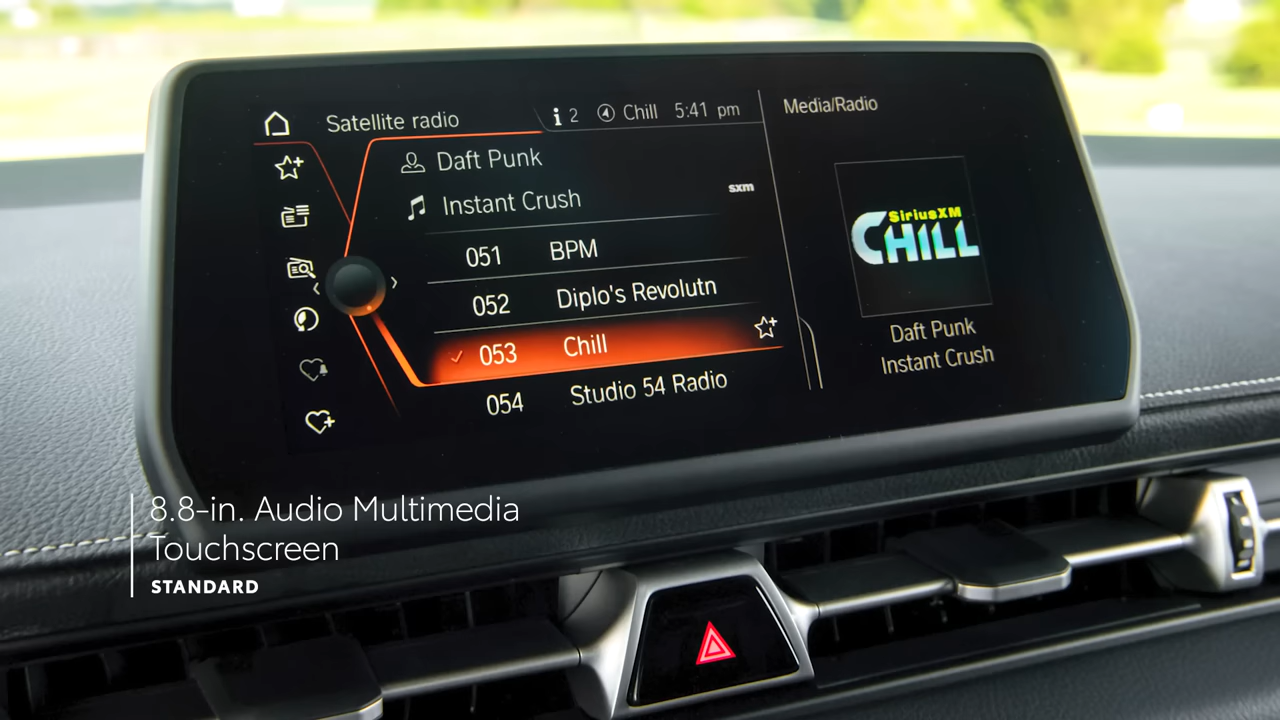 Satellite radio
i 2 Chill 5:41 pm
Media/Radio
Daft Punk
Instant Crush
sxm
051 BPM
052 Diplo's Revolutn
053 Chill
054 Studio 54 Radio
SiriusXM
CHILL
Daft Punk
Instant Crush
8.8-in. Audio Multimedia
Touchscreen
STANDARD